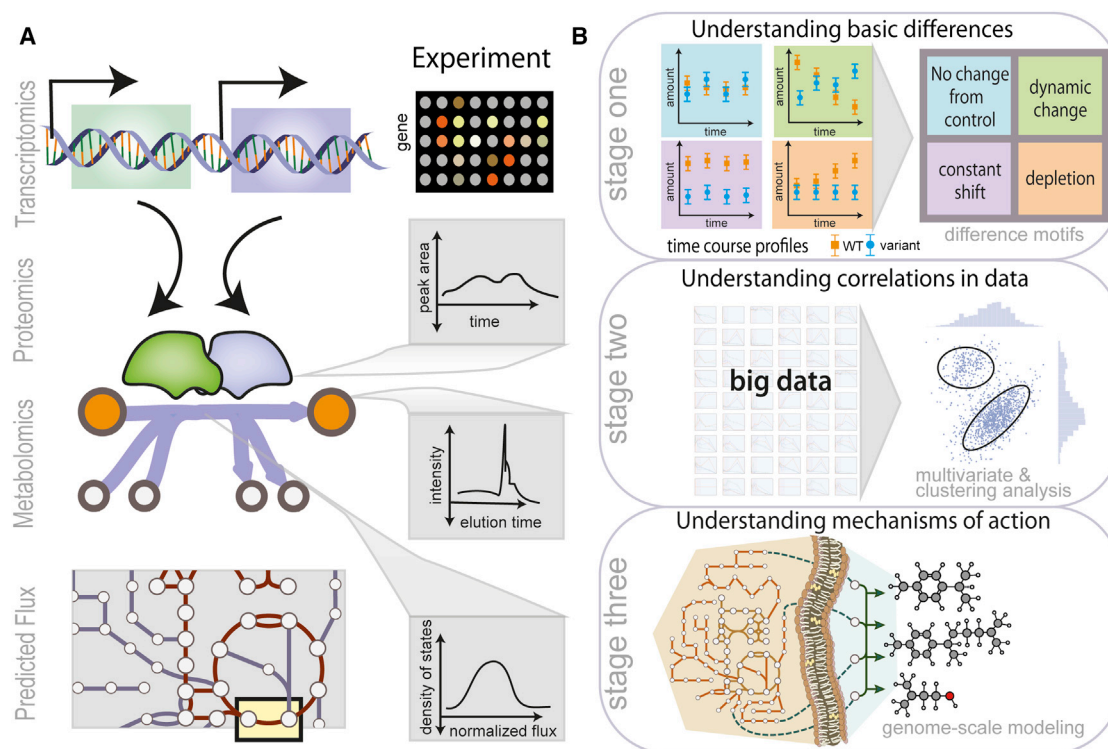 A
Experiment
Transcriptomics
gene
Proteomics
peak area
time
Metabolomics
intensity
elution time
Predicted Flux
density of states
normalized flux
B
Understanding basic differences
stage one
amount
time
amount
time
amount
time
amount
time
time course profiles
WT
variant
No change
from
control
dynamic
change
constant
shift
depletion
difference motifs
Understanding correlations in data
stage two
big data
multivariate &
clustering analysis
Understanding mechanisms of action
stage three
genome-scale modeling